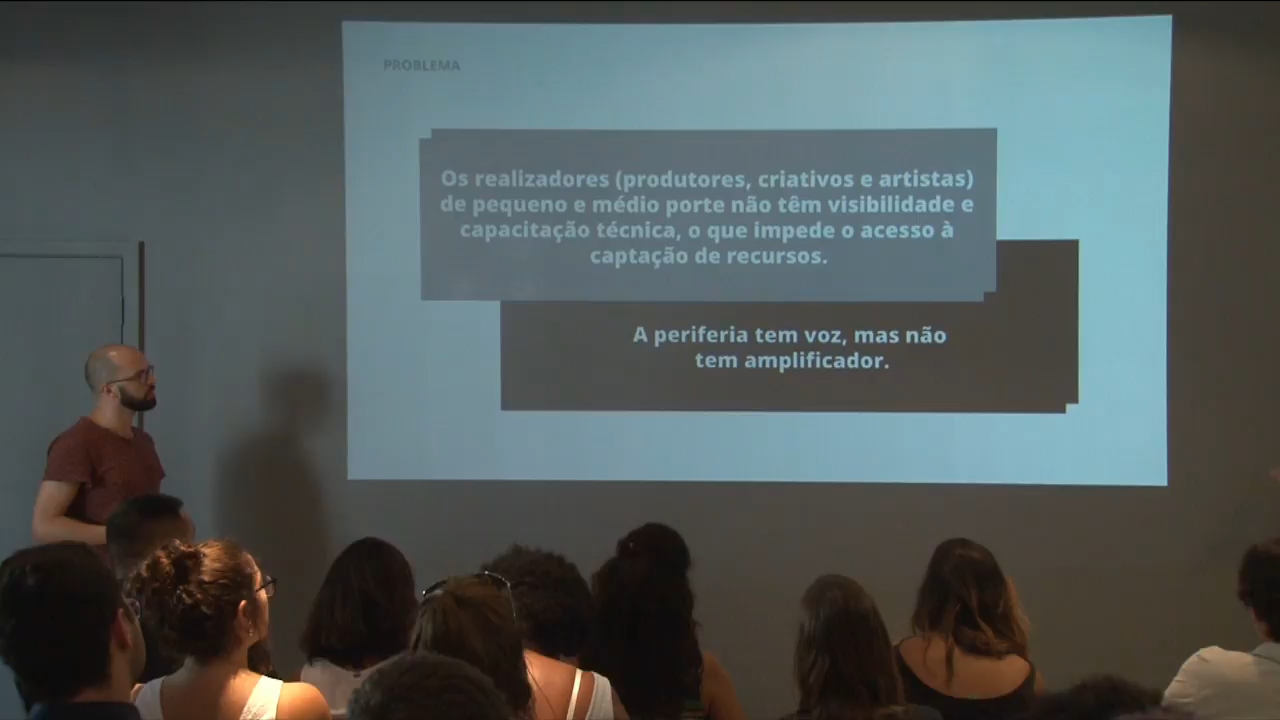 PROBLEMA
Os realizadores (produtores, criativos e artistas)
de pequeno e médio porte não têm visibilidade e
capacitação técnica, o que impede o acesso à
captação de recursos.
A periferia tem voz, mas não
tem amplificador.